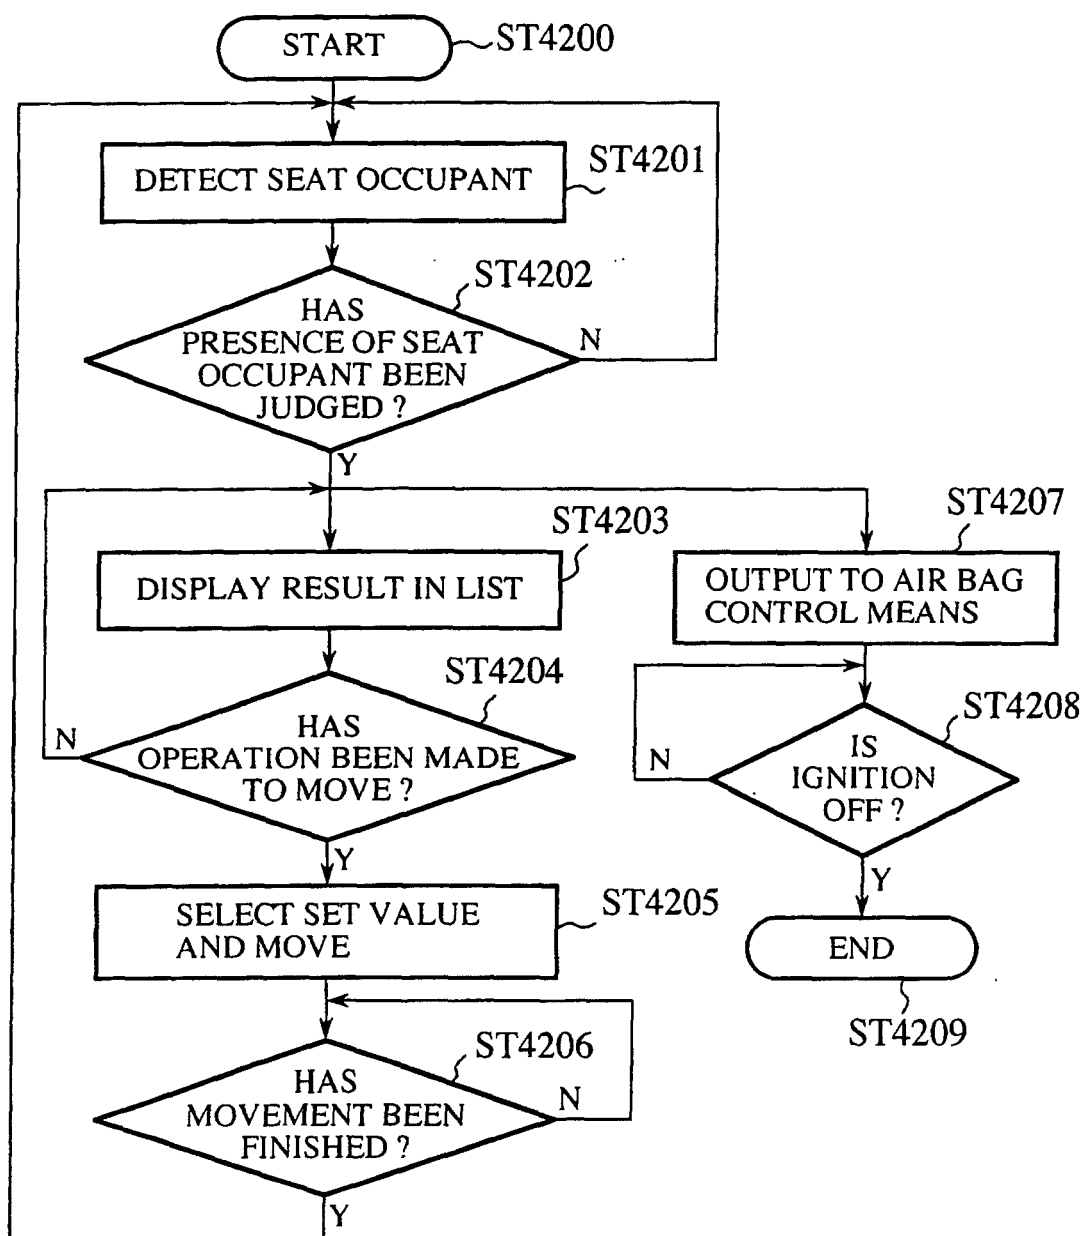 START
ST4200
DETECT SEAT OCCUPANT
ST4201
ST4202
HAS
PRESENCE OF SEAT
OCCUPANT BEEN
JUDGED ?
N
Y
ST4203
DISPLAY RESULT IN LIST
ST4204
HAS
OPERATION BEEN MADE
TO MOVE ?
N
Y
SELECT SET VALUE
AND MOVE
ST4205
ST4206
HAS
MOVEMENT BEEN
FINISHED ?
N
Y
ST4207
OUTPUT TO AIR BAG
CONTROL MEANS
ST4208
IS
IGNITION
OFF ?
N
Y
END
ST4209